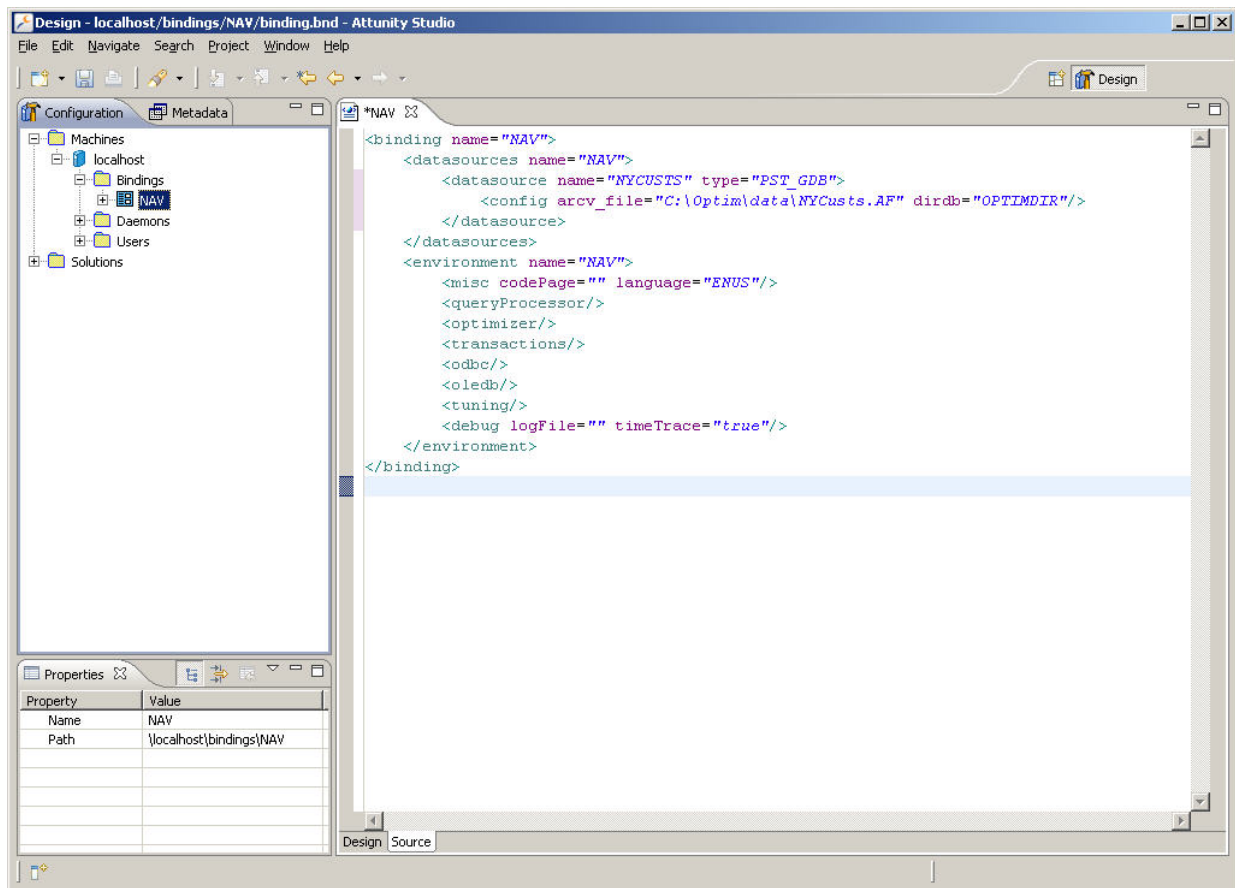 Design - localhost/bindings/NAV/binding.bnd - Attunity Studio
File Edit Navigate Search Project Window Help
Design
Configuration Metadata
Machines
localhost
Bindings
NAV
Daemons
Users
Solutions
*NAV
<binding name="NAV">
<datasources name="NAV">
<datasource name="NYCUSTS" type="PST_GDB">
<config arcv_file="C:\Optim\data\NYCusts.AF" dirdb="OPTIMDIR"/>
</datasource>
</datasources>
<environment name="NAV">
<misc codePage="" language="ENUS"/>
<queryProcessor/>
<optimizer/>
<transactions/>
<odbc/>
<oledb/>
<tuning/>
<debug logFile="" timeTrace="true"/>
</environment>
</binding>
Properties
Property Value
Name NAV
Path \localhost\bindings\NAV
Design Source